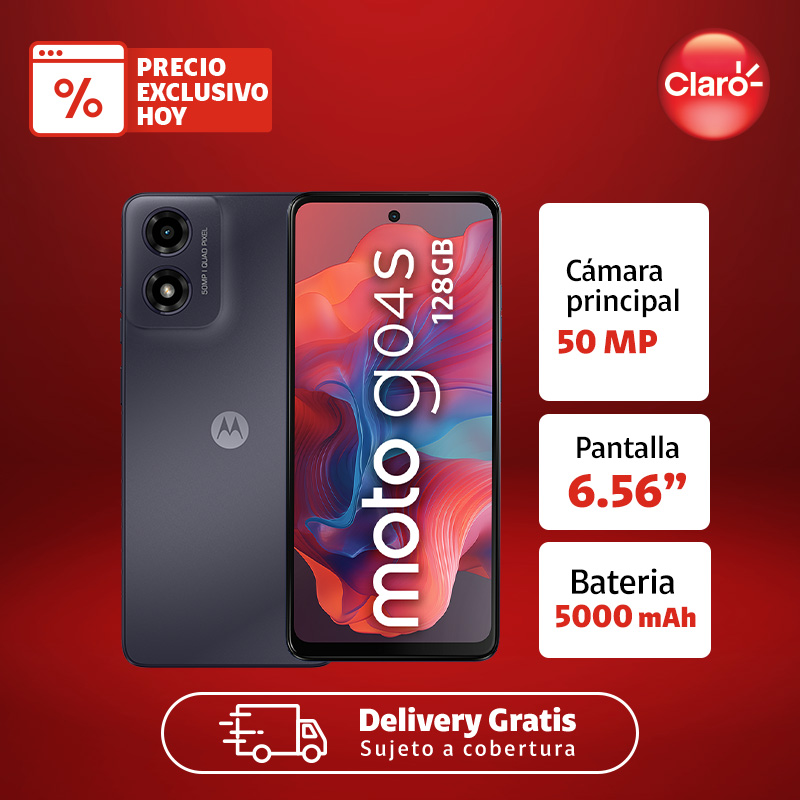 %
PRECIO
EXCLUSIVO
HOY
Claro
50MP | QUAD PIXEL
moto g04S
128GB
Cámara
principal
50 MP
Pantalla
6.56”
Bateria
5000 mAh
Delivery Gratis
Sujeto a cobertura